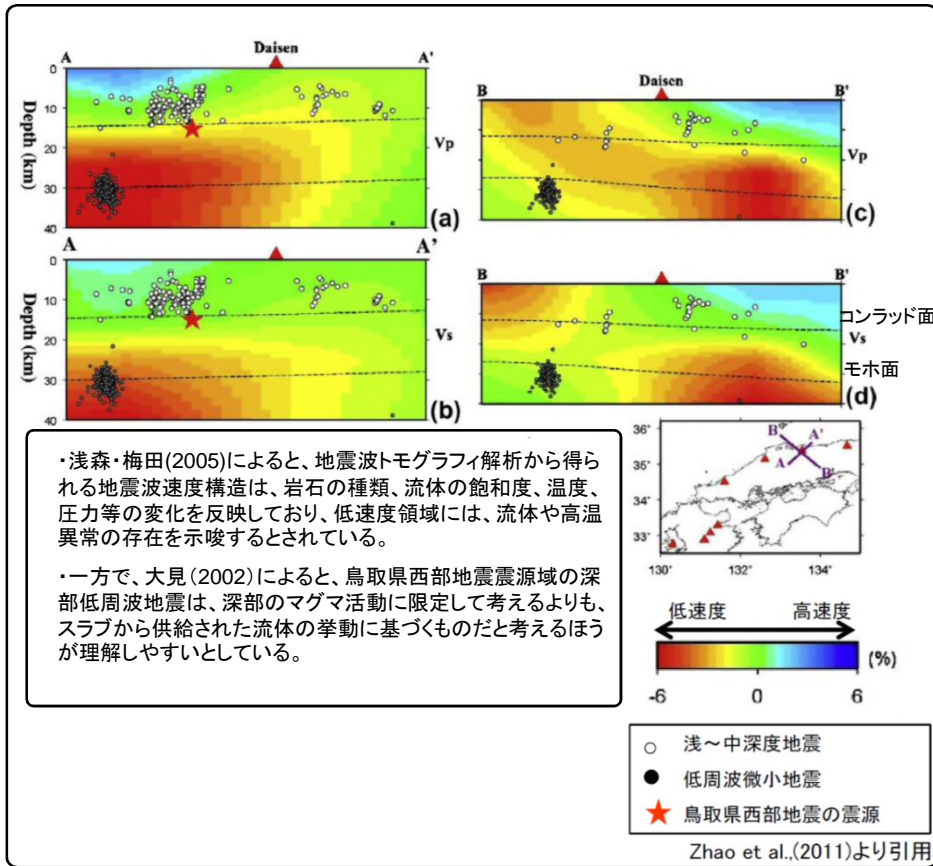 A Daisen A'
0
10
20
30
40
Depth (km)
Vp
(a)
B Daisen B'
Vp
(c)
A A'
0
10
20
30
40
Depth (km)
Vs
(b)
B B'
コンラッド面
Vs
モホ面
(d)
・浅森・梅田(2005)によると、地震波トモグラフィ解析から得ら
れる地震波速度構造は、岩石の種類、流体の飽和度、温度、
圧力等の変化を反映しており、低速度領域には、流体や高温
異常の存在を示唆するとされている。
・一方で、大見(2002)によると、鳥取県西部地震震源域の深
部低周波地震は、深部のマグマ活動に限定して考えるよりも、
スラブから供給された流体の挙動に基づくものだと考えるほう
が理解しやすいとしている。
36°
35°
34°
33°
B A'
A B'
130° 132° 134°
低速度 高速度
(%)
-6 0 6
浅～中深度地震
低周波微小地震
鳥取県西部地震の震源
Zhao et al.,(2011)より引用